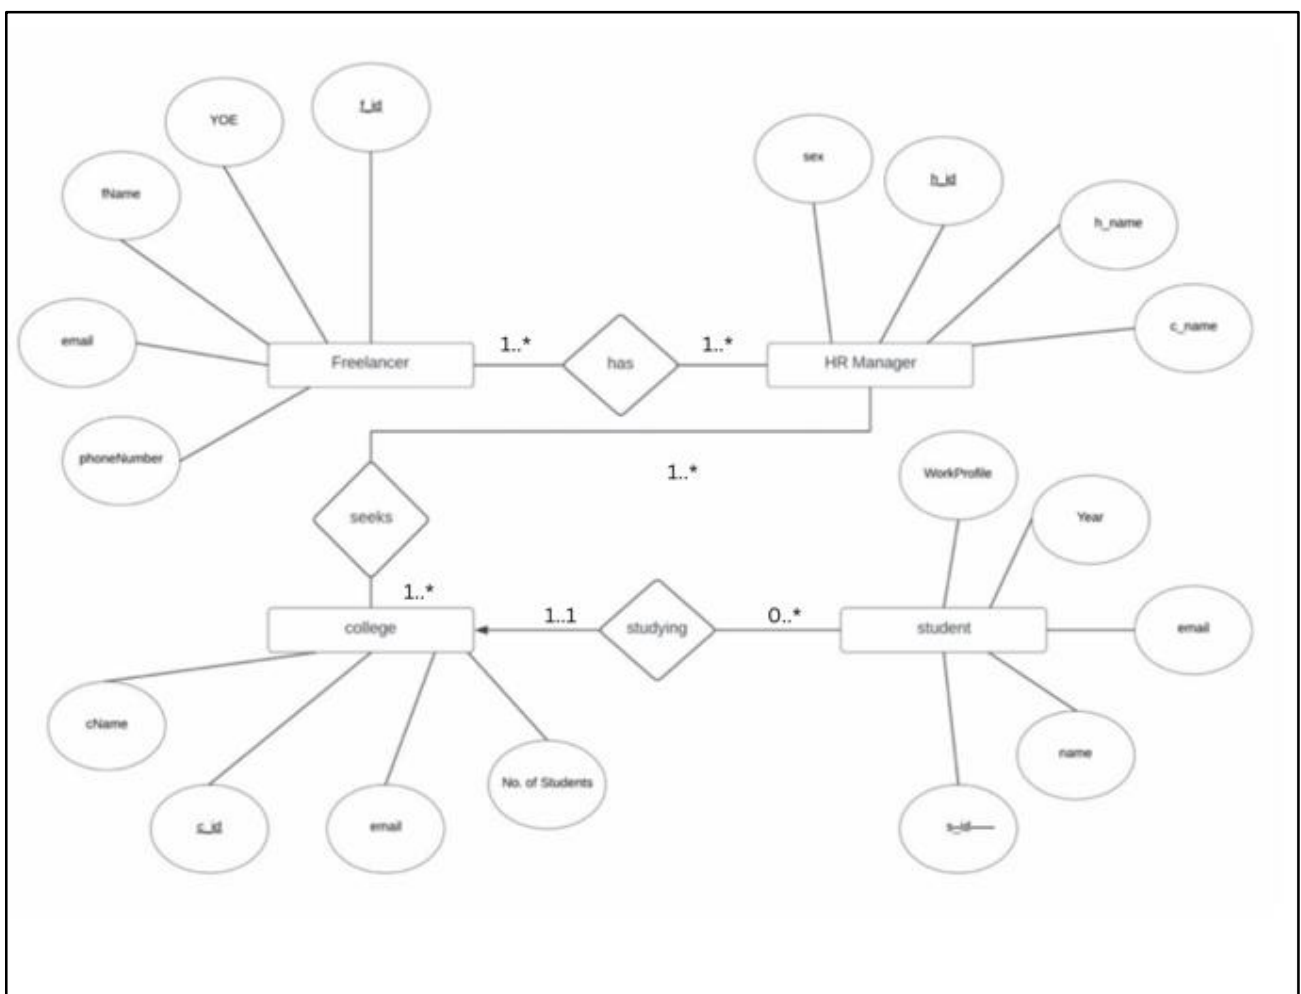 f_id
YOE
sex
h_id
fName
h_name
c_name
email
1..*
1..*
Freelancer
has
HR Manager
phoneNumber
1..*
WorkProfile
Year
seeks
1..*
1..1
0..*
college
studying
student
email
cName
name
No. of Students
c_id
email
s_id